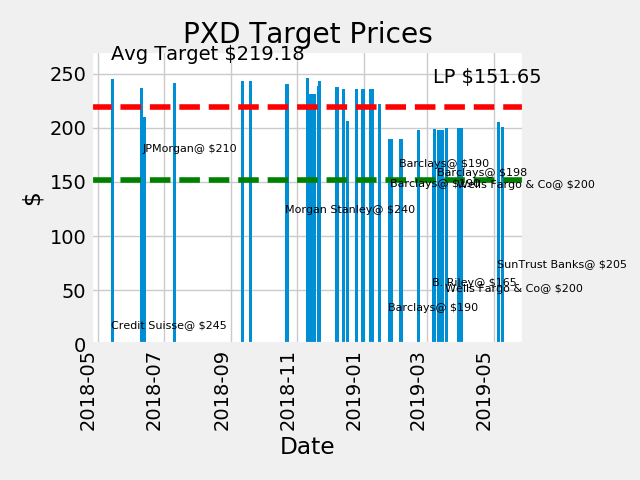 PXD Target Prices
Avg Target $219.18
LP $151.65
250
200
150
100
50
0
$
JPMorgan@ $210
Barclays@ $190
Barclays@ $198
Barclays@ $190
Wells Fargo & Co@ $200
Morgan Stanley@ $240
SunTrust Banks@ $205
B. Riley@ $165
Wells Fargo & Co@ $200
Barclays@ $190
Credit Suisse@ $245
2018-05
2018-07
2018-09
2018-11
2019-01
2019-03
2019-05
Date